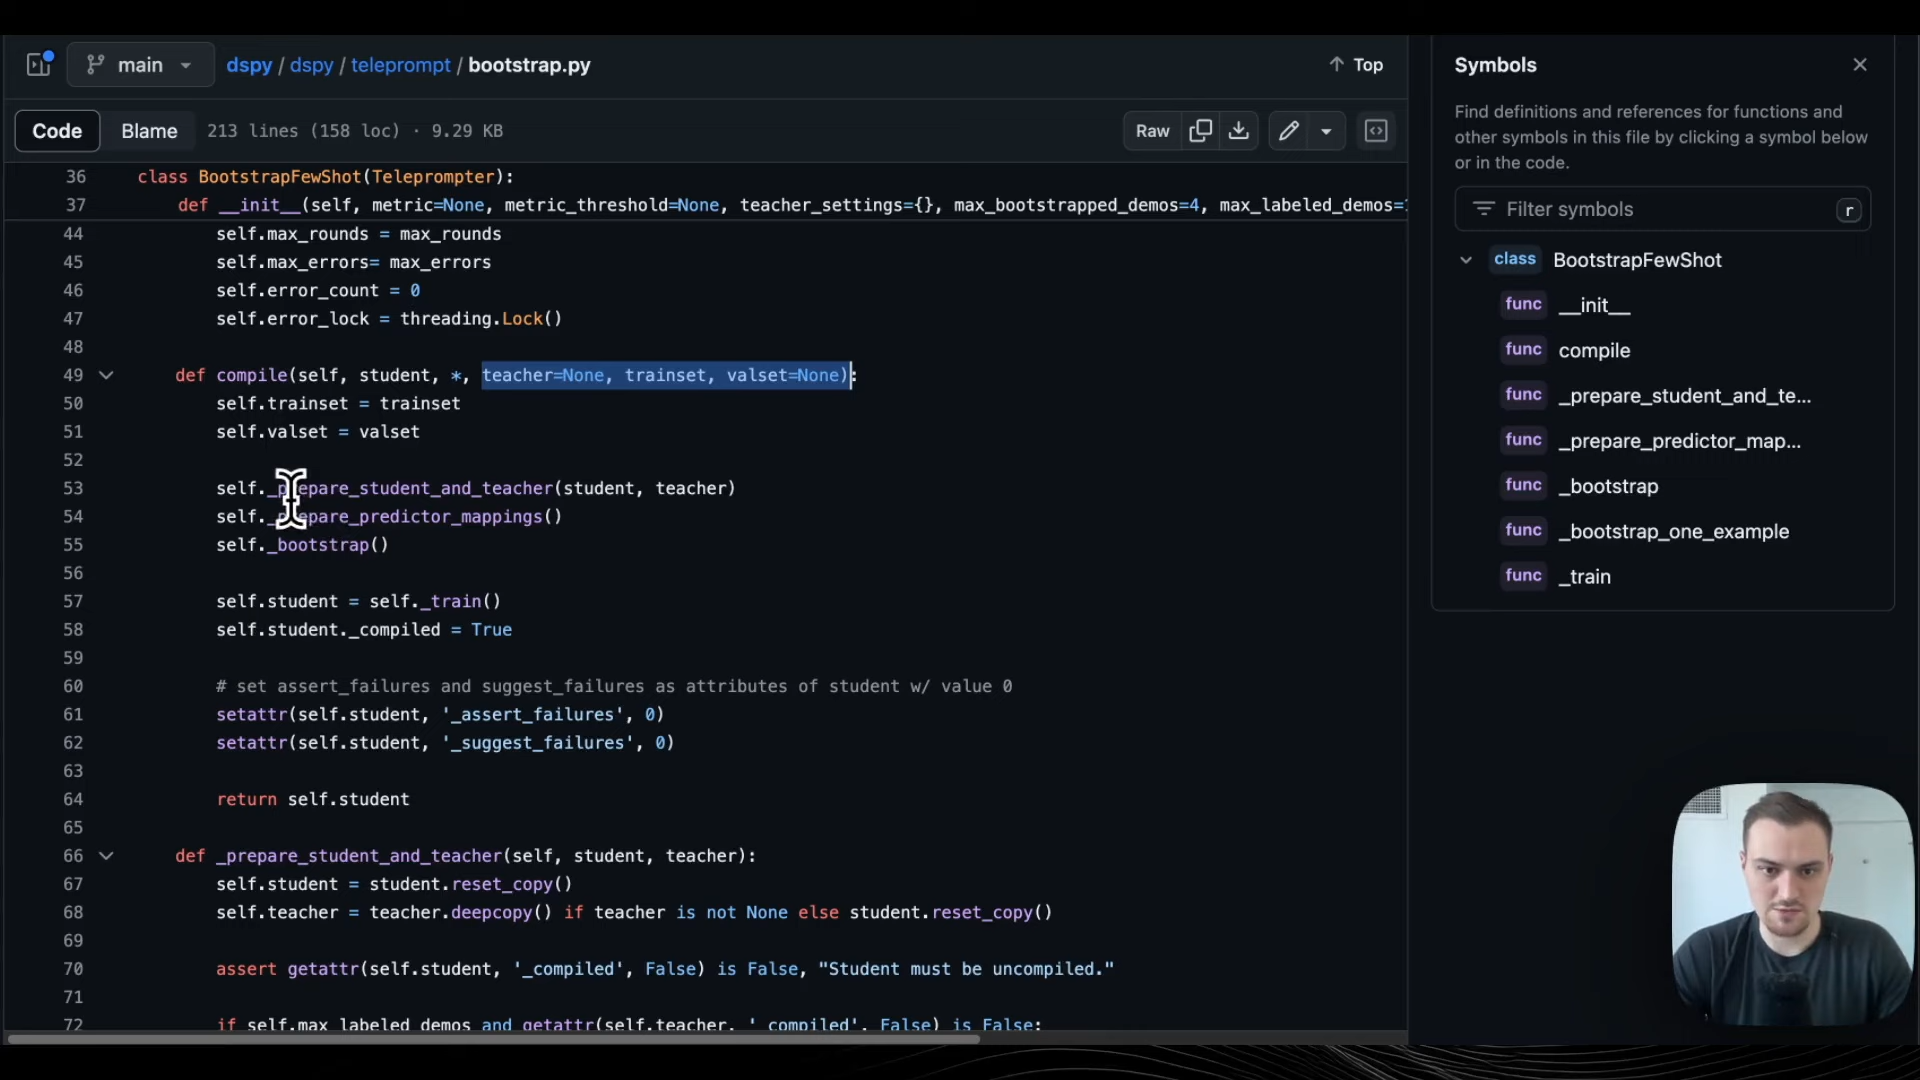 main
dspy / dspy / teleprompt / bootstrap.py
Top
Code
Blame
213 lines (158 loc) · 9.29 KB
Raw
36 class BootstrapFewShot(Teleprompter):
37 def __init__(self, metric=None, metric_threshold=None, teacher_settings={}, max_bootstrapped_demos=4, max_labeled_demos=
44 self.max_rounds = max_rounds
45 self.max_errors= max_errors
46 self.error_count = 0
47 self.error_lock = threading.Lock()
48
49 def compile(self, student, *, teacher=None, trainset, valset=None):
50 self.trainset = trainset
51 self.valset = valset
52
53 self._prepare_student_and_teacher(student, teacher)
54 self._prepare_predictor_mappings()
55 self._bootstrap()
56
57 self.student = self._train()
58 self.student._compiled = True
59
60 # set assert_failures and suggest_failures as attributes of student w/ value 0
61 setattr(self.student, '_assert_failures', 0)
62 setattr(self.student, '_suggest_failures', 0)
63
64 return self.student
65
66 def _prepare_student_and_teacher(self, student, teacher):
67 self.student = student.reset_copy()
68 self.teacher = teacher.deepcopy() if teacher is not None else student.reset_copy()
69
70 assert getattr(self.student, '_compiled', False) is False, "Student must be uncompiled."
71
72 if self.max_labeled_demos and getattr(self.teacher, '_compiled', False) is False:
Symbols
Find definitions and references for functions and
other symbols in this file by clicking a symbol below
or in the code.
Filter symbols
r
class BootstrapFewShot
func __init__
func compile
func _prepare_student_and_te...
func _prepare_predictor_map...
func _bootstrap
func _bootstrap_one_example
func _train